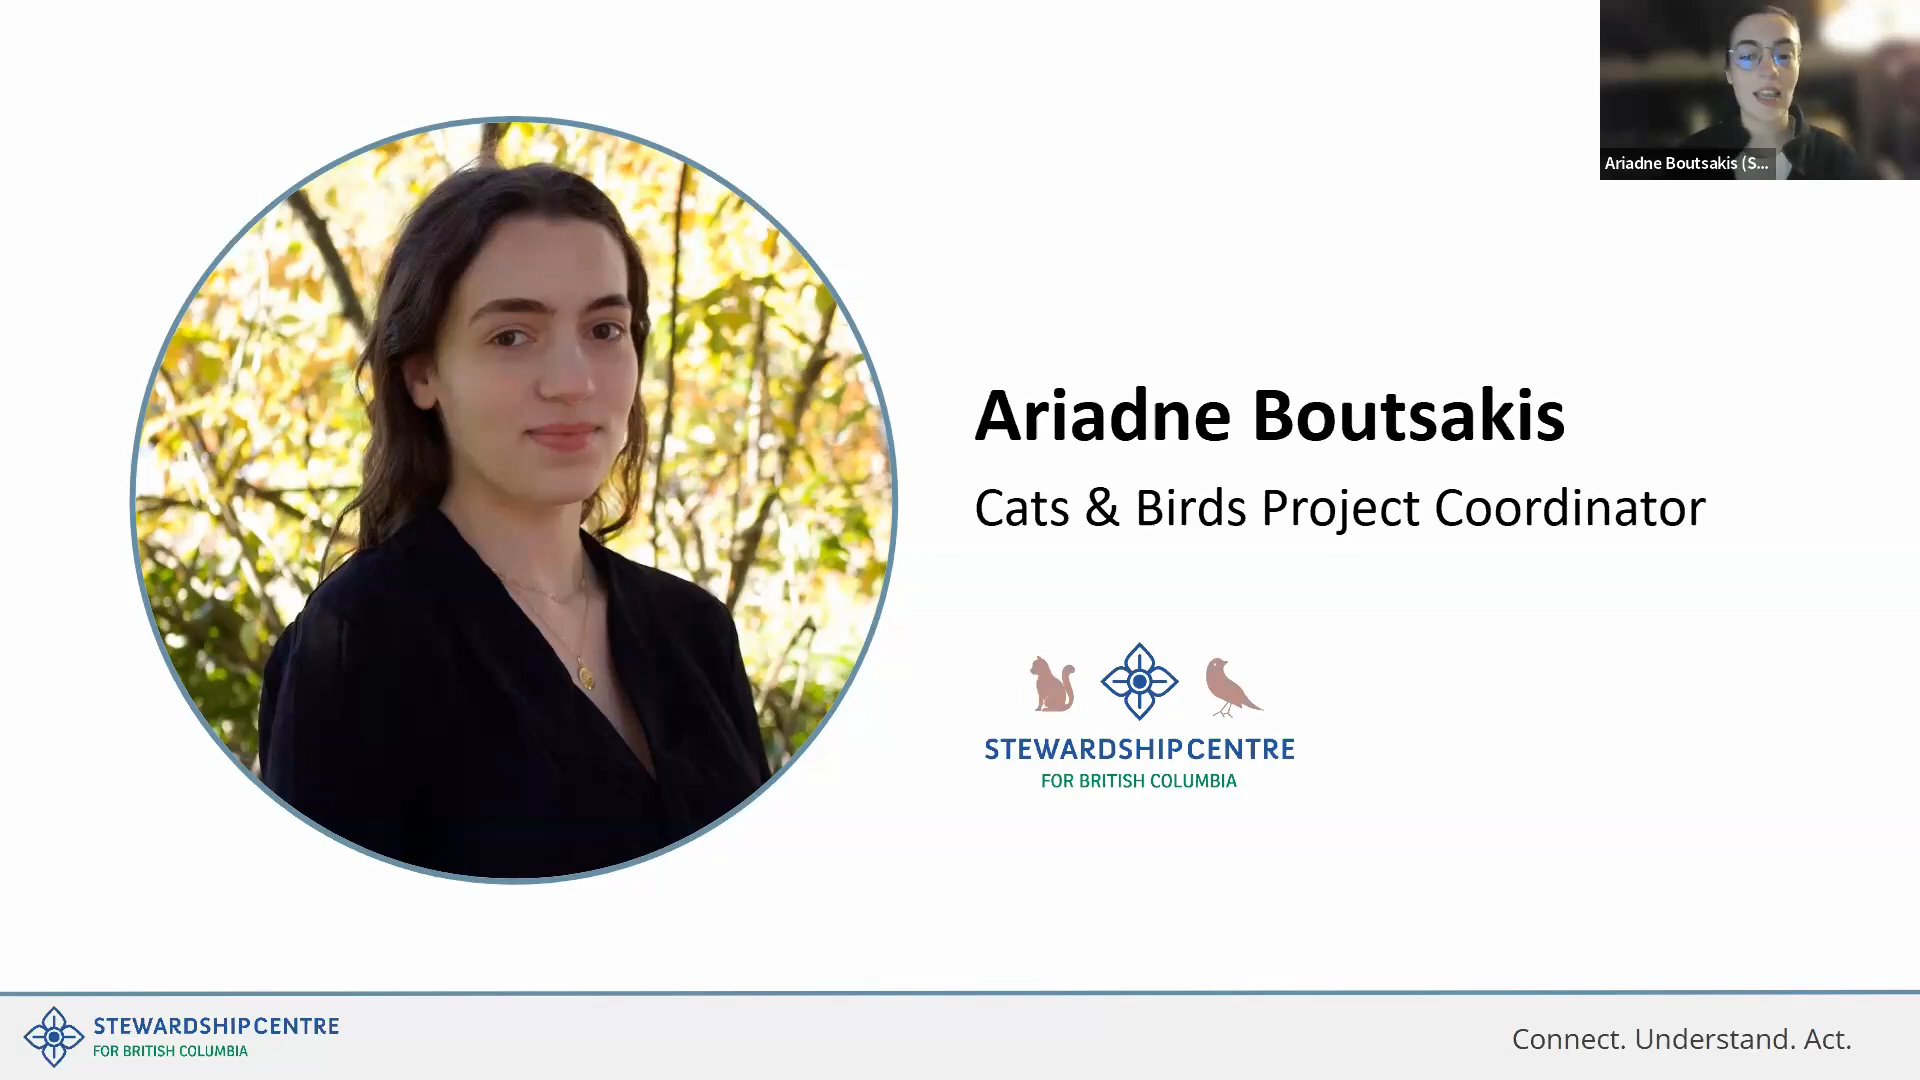 Ariadne Boutsakis (S...
Ariadne Boutsakis
Cats & Birds Project Coordinator
STEWARDSHIP CENTRE
FOR BRITISH COLUMBIA
STEWARDSHIP CENTRE
FOR BRITISH COLUMBIA
Connect. Understand. Act.